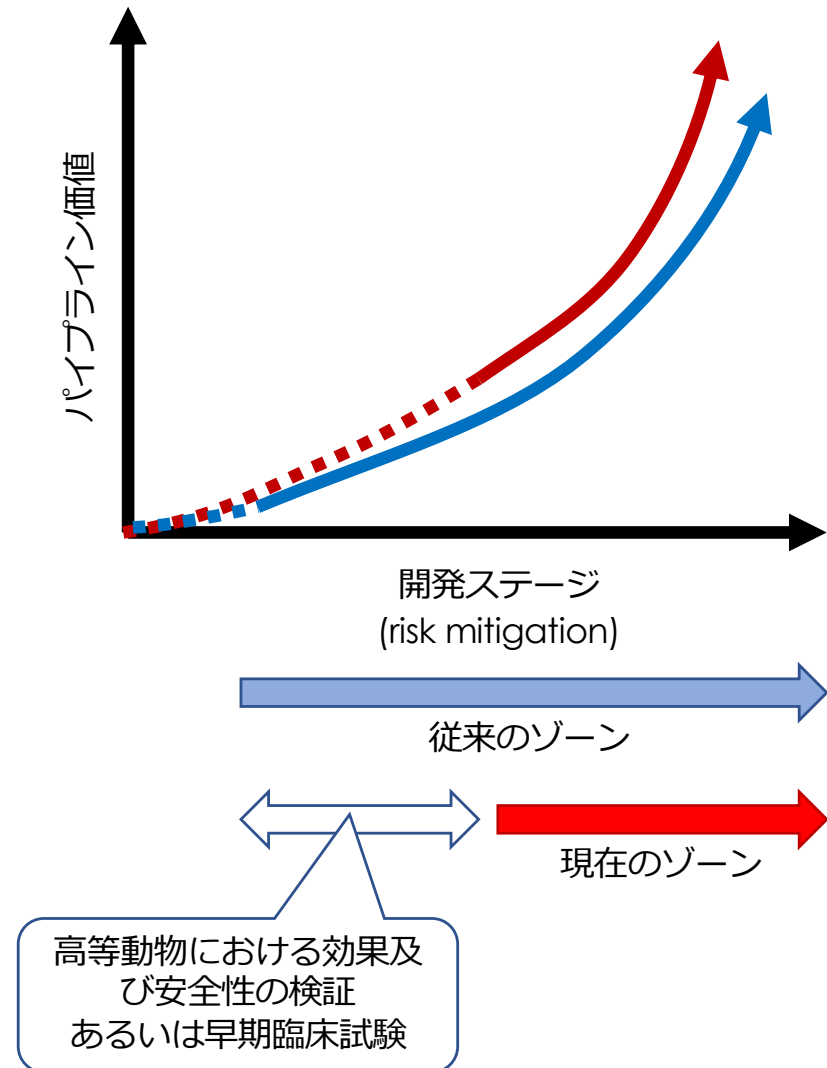 パイプライン価値
開発ステージ
(risk mitigation)
従来のゾーン
現在のゾーン
高等動物における効果及
び安全性の検証
あるいは早期臨床試験